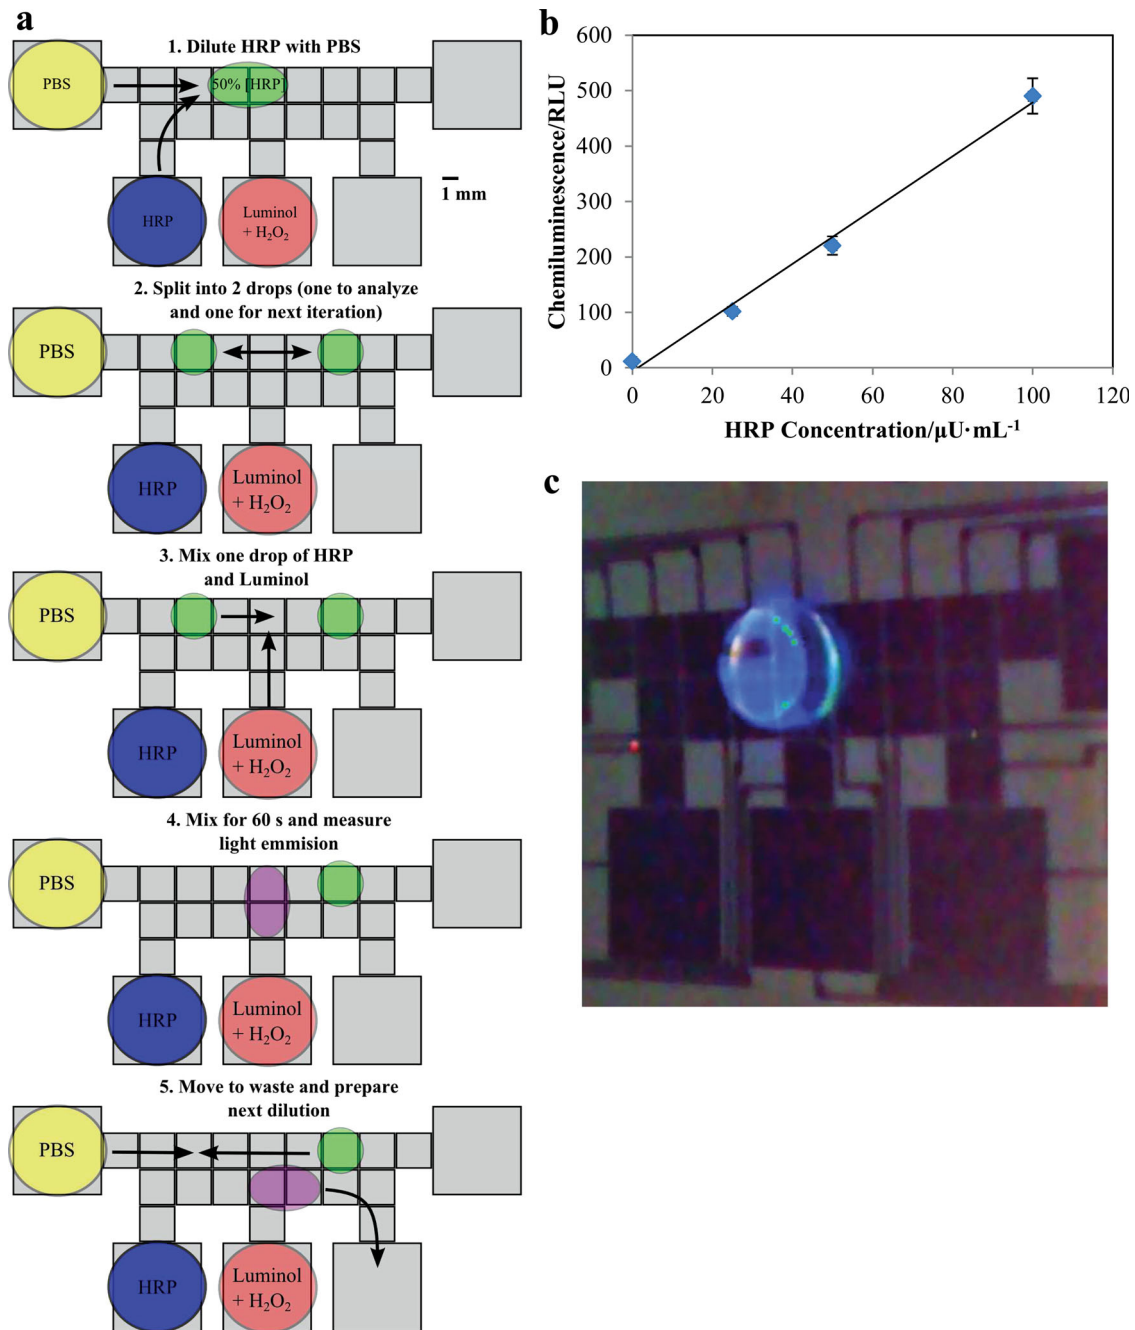 a
1. Dilute HRP with PBS
PBS
50% [HRP]
HRP
Luminol
+ H₂O₂
1 mm
2. Split into 2 drops (one to analyze
and one for next iteration)
PBS
HRP
Luminol
+ H₂O₂
3. Mix one drop of HRP
and Luminol
PBS
HRP
Luminol
+ H₂O₂
4. Mix for 60 s and measure
light emmision
PBS
HRP
Luminol
+ H₂O₂
5. Move to waste and prepare
next dilution
PBS
HRP
Luminol
+ H₂O₂
b
Chemiluminescence/RLU
600
500
400
300
200
100
0
0 20 40 60 80 100 120
HRP Concentration/μU·mL⁻¹
c